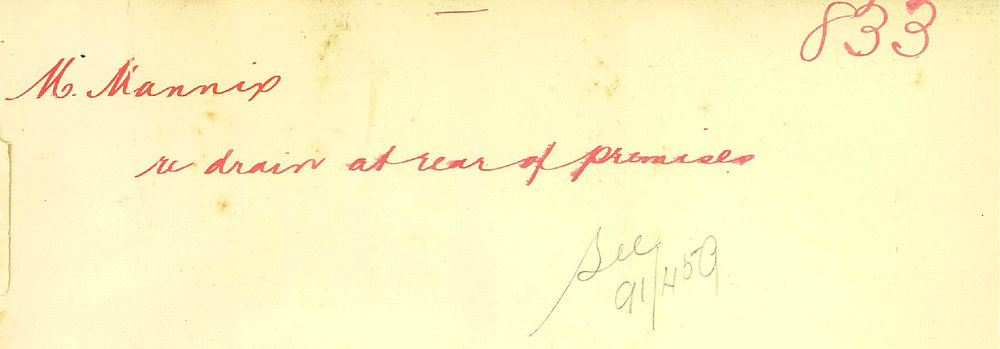 833
M. Mannix
re drain at rear of premises
See
91/459